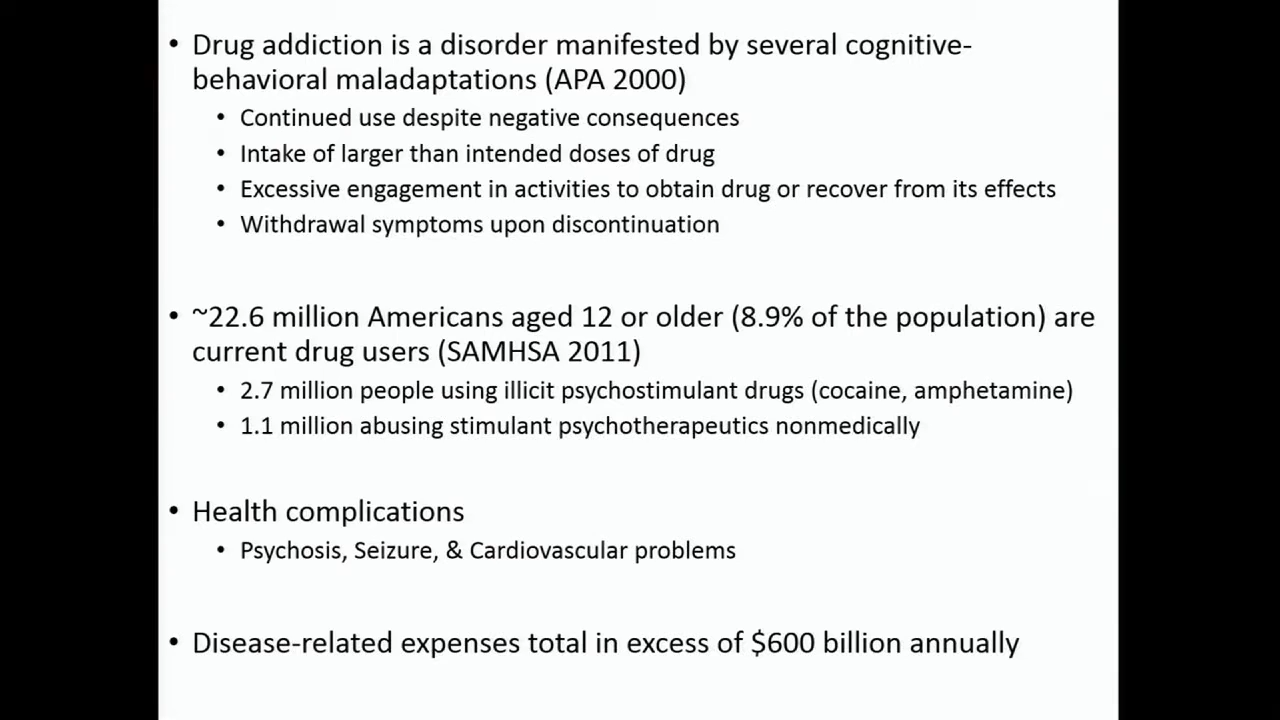 • Drug addiction is a disorder manifested by several cognitive-
behavioral maladaptations (APA 2000)
• Continued use despite negative consequences
• Intake of larger than intended doses of drug
• Excessive engagement in activities to obtain drug or recover from its effects
• Withdrawal symptoms upon discontinuation
• ~22.6 million Americans aged 12 or older (8.9% of the population) are
current drug users (SAMHSA 2011)
• 2.7 million people using illicit psychostimulant drugs (cocaine, amphetamine)
• 1.1 million abusing stimulant psychotherapeutics nonmedically
• Health complications
• Psychosis, Seizure, & Cardiovascular problems
• Disease-related expenses total in excess of $600 billion annually